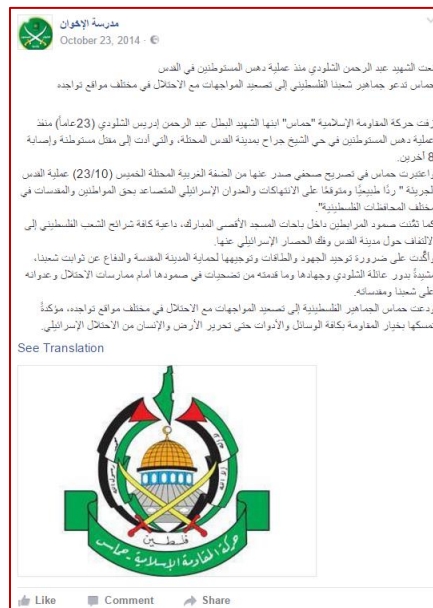 مدرسة الإخوان
October 23, 2014
نعت الشهيد عبد الرحمن الشلودي منذ عملية دهس المستوطنين في القدس
حماس تدعو جماهير شعبنا الفلسطيني إلى تصعيد المواجهات مع الاحتلال في مختلف مواقع تواجده
زفت حركة المقاومة الإسلامية "حماس" ابنها الشهيد البطل عبد الرحمن إدريس الشلودي (23عاماً) منفذ
عملية دهس المستوطنين في حي الشيخ جراح بمدينة القدس المحتلة، والتي أدت إلى مقتل مستوطنة وإصابة
8 آخرين.
واعتبرت حماس في تصريح صحفي صدر عنها من الضفة الغربية المحتلة الخميس (23/10) عملية القدس
الجريئة " ردًا طبيعيًا ومتوقعًا على الانتهاكات والعدوان الإسرائيلي المتصاعد بحق المواطنين والمقدسات في
مختلف المحافظات الفلسطينية".
كما ثمّنت صمود المرابطين داخل باحات المسجد الأقصى المبارك، داعية كافة شرائح الشعب الفلسطيني إلى
الالتفاف حول مدينة القدس وفك الحصار الإسرائيلي عنها.
وأكّدت على ضرورة توحيد الجهود والطاقات وتوجيهها لحماية المدينة المقدسة والدفاع عن ثوابت شعبنا،
مشيدةً بدور عائلة الشلودي وجهادها وما قدمته من تضحيات في صمودها أمام ممارسات الاحتلال وعدوانه
على شعبنا ومقدساته.
ودعت حماس الجماهير الفلسطينية إلى تصعيد المواجهات مع الاحتلال في مختلف مواقع تواجده، مؤكدةً
تمسكها بخيار المقاومة بكافة الوسائل والأدوات حتى تحرير الأرض والإنسان من الاحتلال الإسرائيلي.
See Translation
فلسطين
حركة المقاومة الإسلامية - حماس
Like Comment Share